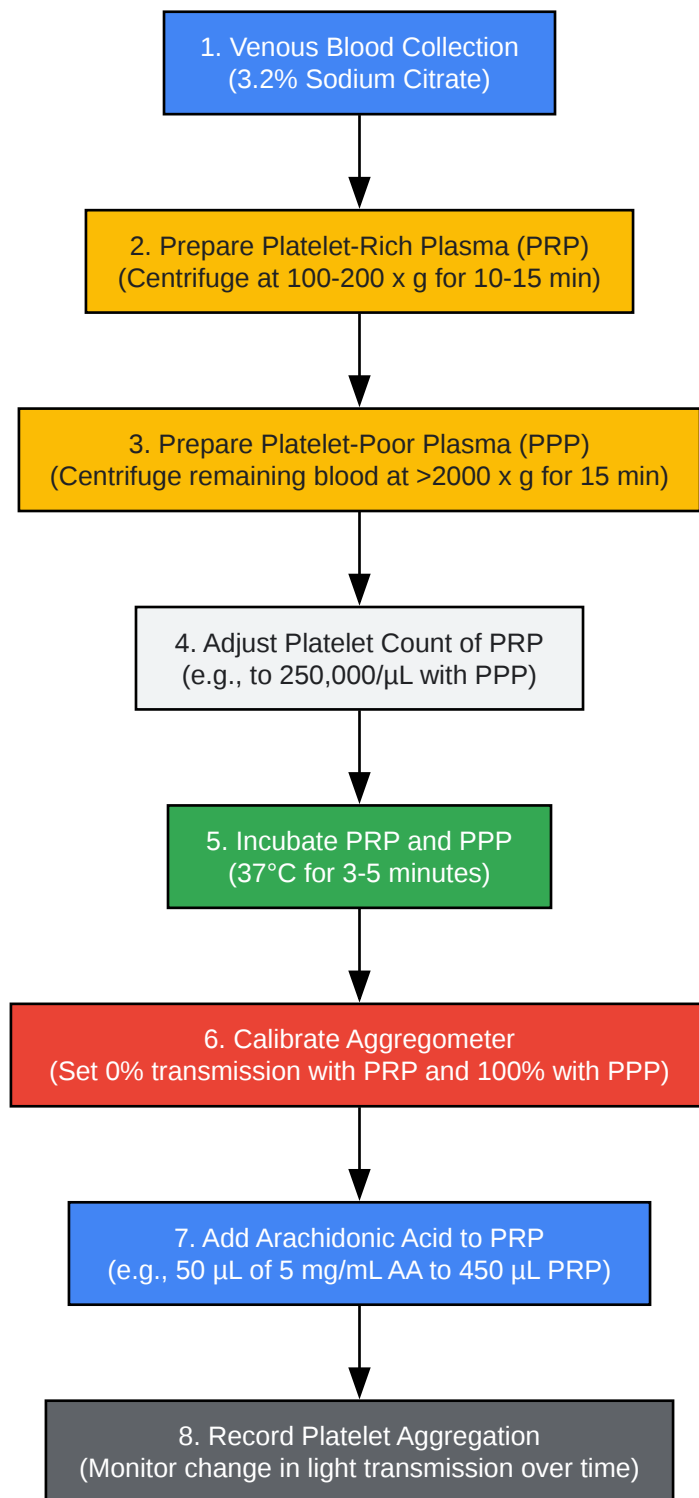 1. Venous Blood Collection
(3.2% Sodium Citrate)
2. Prepare Platelet-Rich Plasma (PRP)
(Centrifuge at 100-200 x g for 10-15 min)
3. Prepare Platelet-Poor Plasma (PPP)
(Centrifuge remaining blood at >2000 x g for 15 min)
4. Adjust Platelet Count of PRP
(e.g., to 250,000/µL with PPP)
5. Incubate PRP and PPP
(37°C for 3-5 minutes)
6. Calibrate Aggregometer
(Set 0% transmission with PRP and 100% with PPP)
7. Add Arachidonic Acid to PRP
(e.g., 50 µL of 5 mg/mL AA to 450 µL PRP)
8. Record Platelet Aggregation
(Monitor change in light transmission over time)